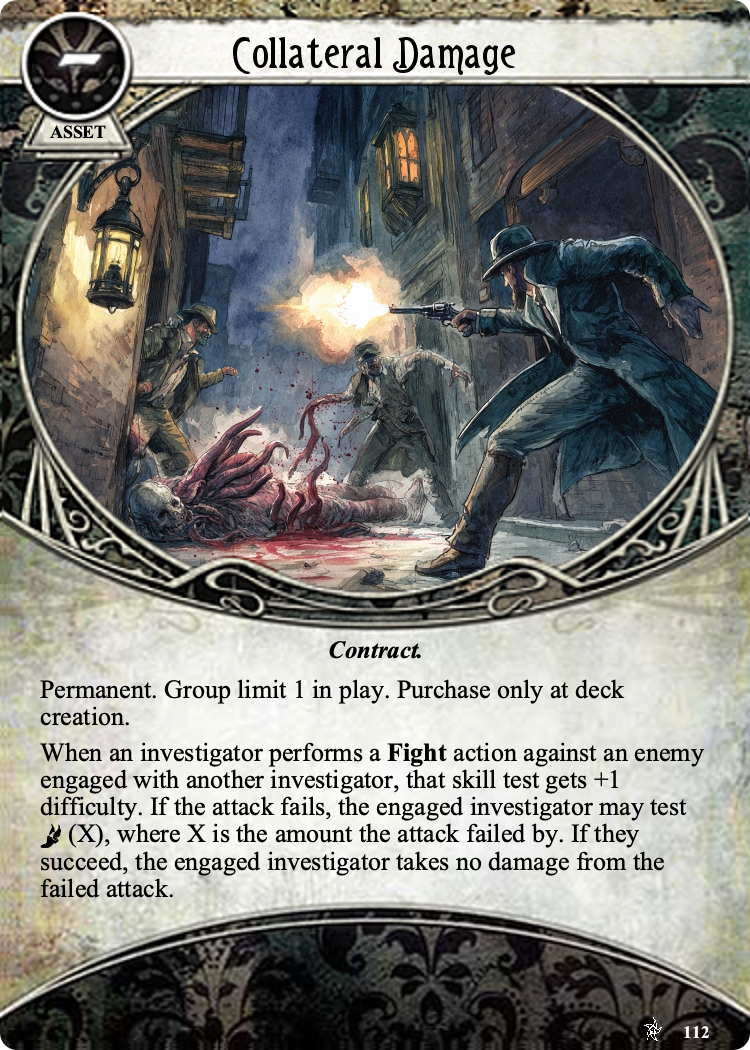 Collateral Damage
–
ASSET
Contract.
Permanent. Group limit 1 in play. Purchase only at deck
creation.
When an investigator performs a Fight action against an enemy
engaged with another investigator, that skill test gets +1
difficulty. If the attack fails, the engaged investigator may test
(X), where X is the amount the attack failed by. If they
succeed, the engaged investigator takes no damage from the
failed attack.
112